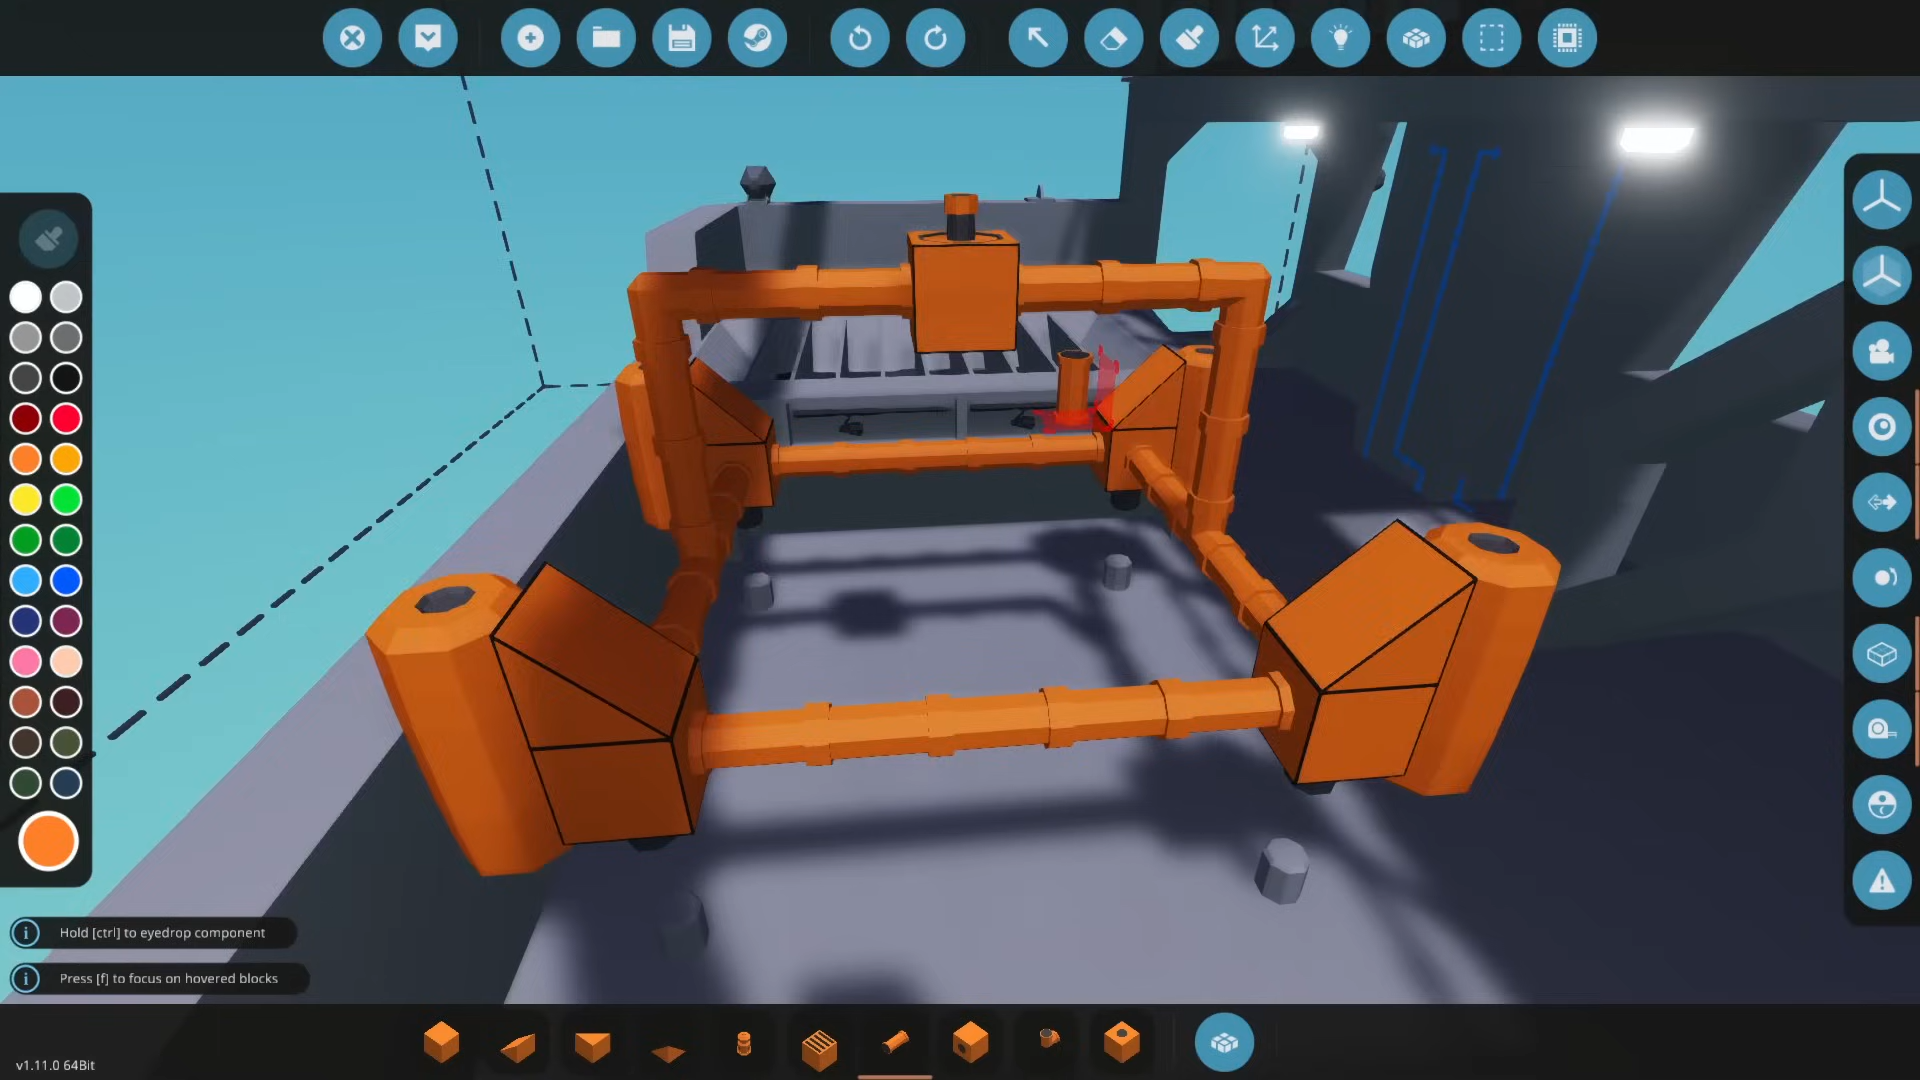 Hold [ctrl] to eyedrop component
Press [f] to focus on hovered blocks
v1.11.0 64Bit